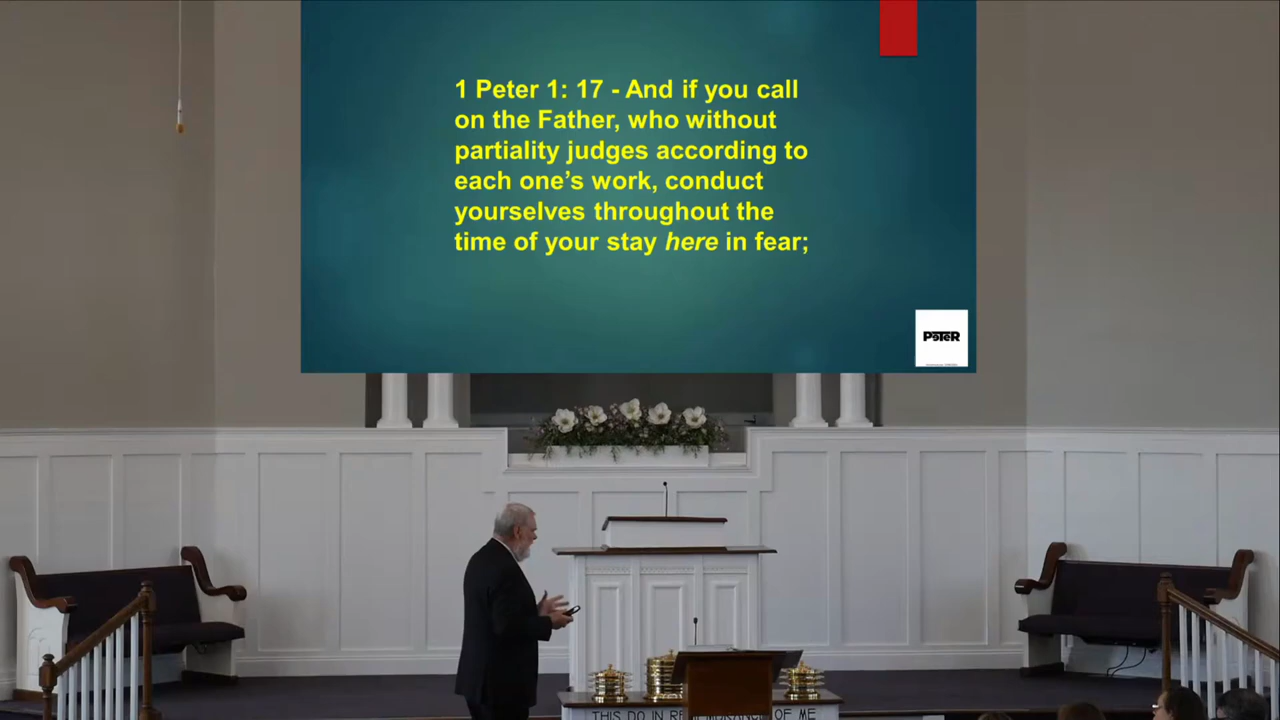 1 Peter 1: 17 - And if you call
on the Father, who without
partiality judges according to
each one’s work, conduct
yourselves throughout the
time of your stay here in fear;
PeTeR
THIS DO IN OF ME